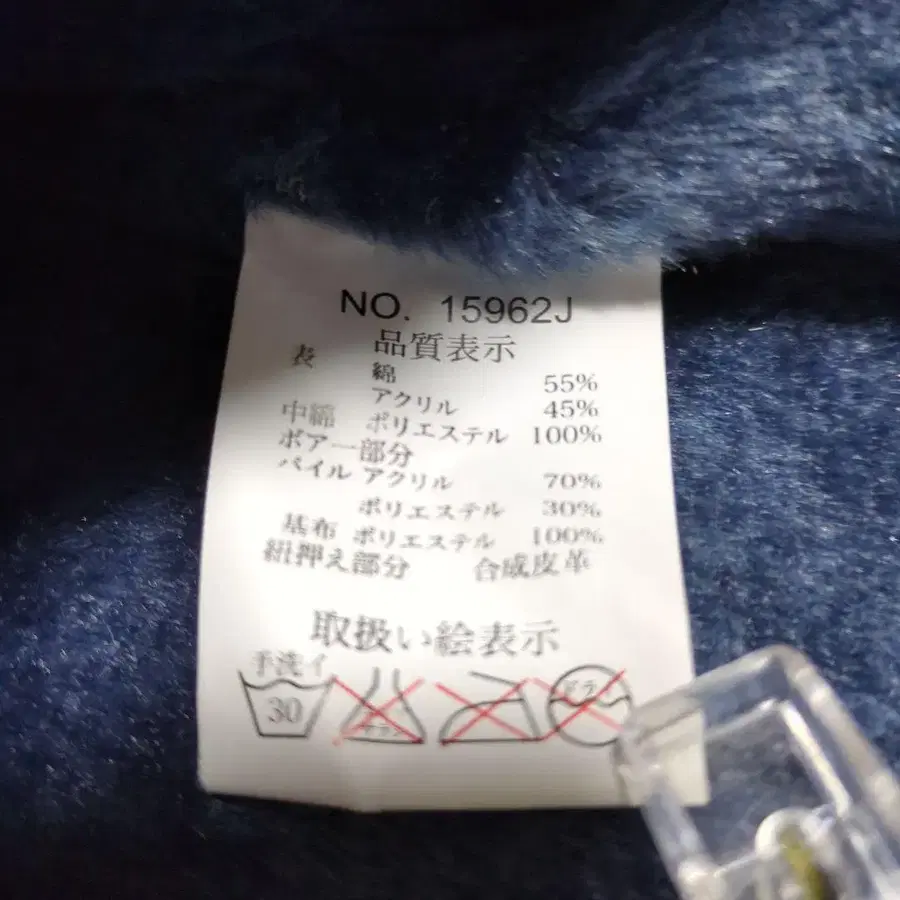 NO. 15962J
品質表示
表 綿 55%
アクリル 45%
中綿 ポリエステル 100%
ボアー部分
パイル アクリル 70%
ポリエステル 30%
基布 ポリエステル 100%
紐押え部分 合成皮革
取扱い絵表示
手洗イ
30
ドライ